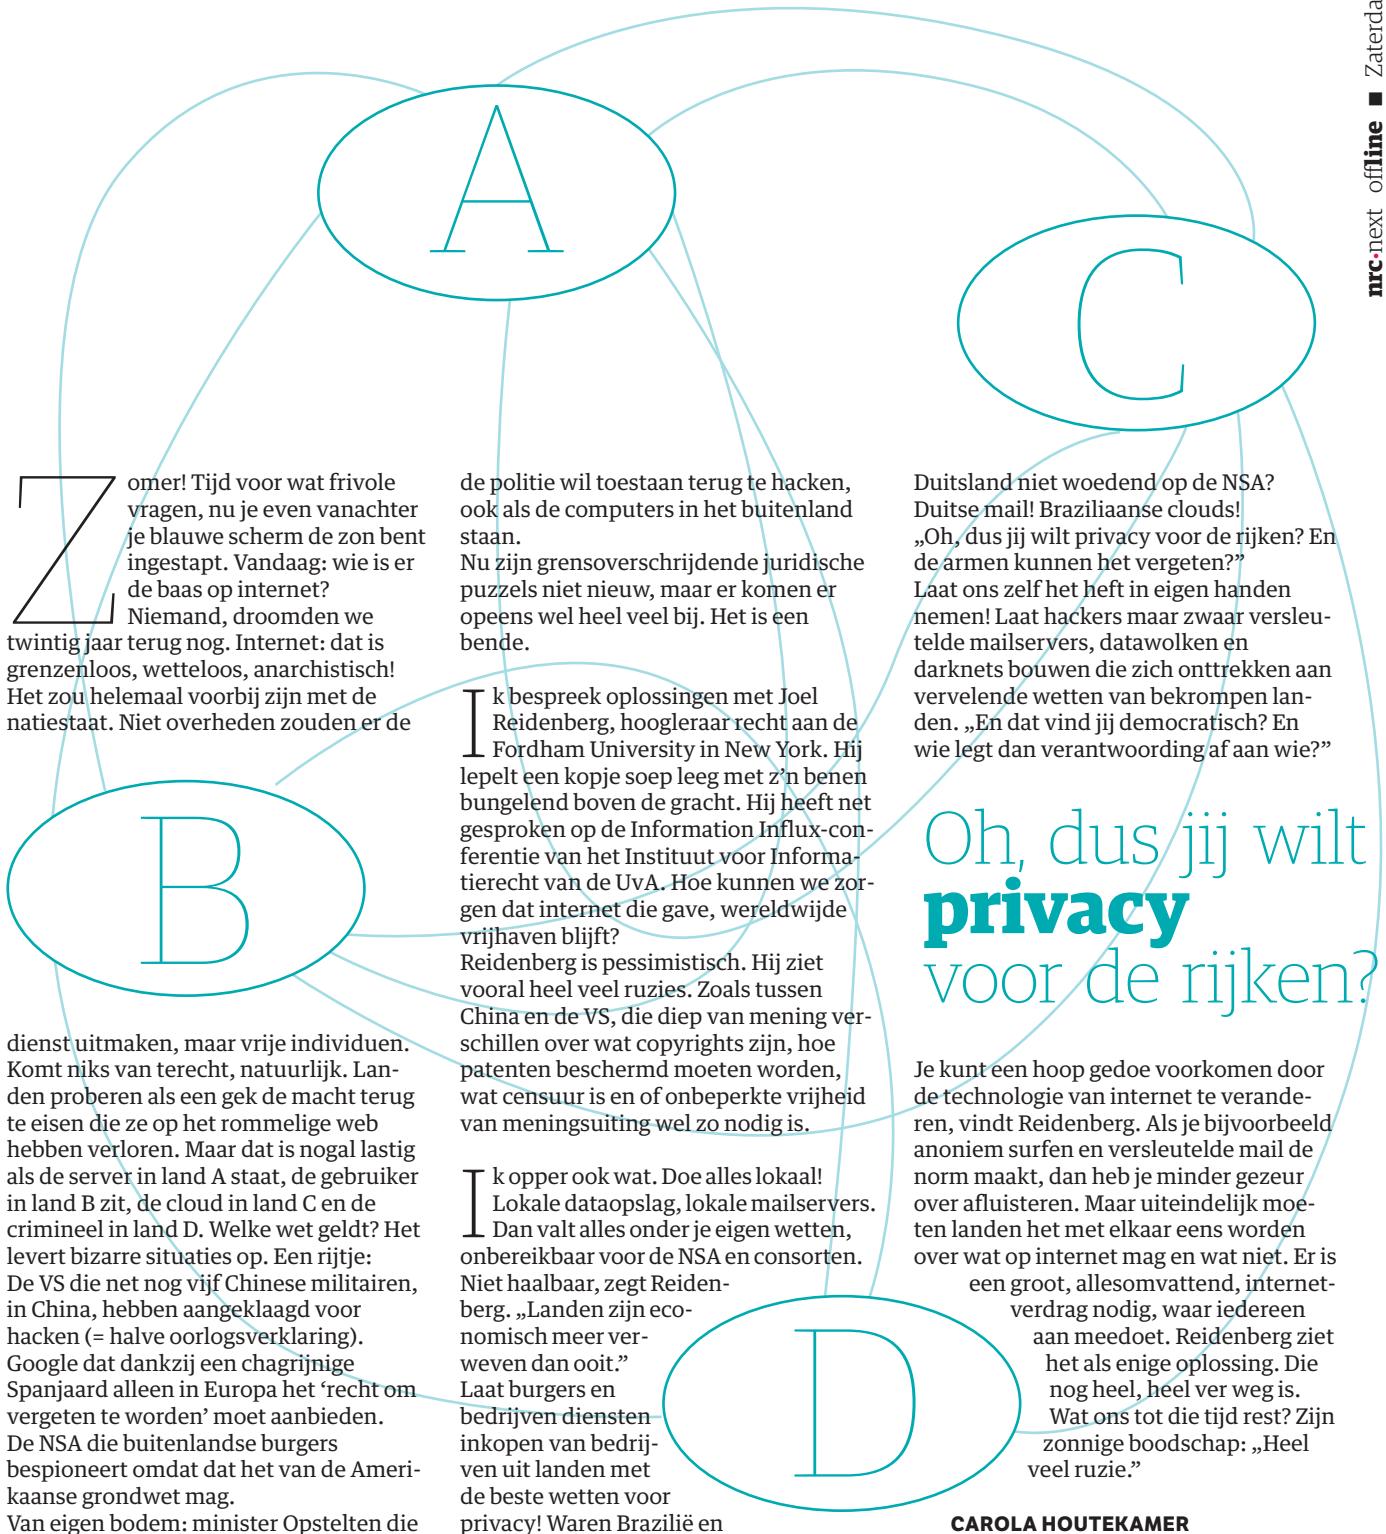 A
C
B
D
nrc•next offline ■ Zaterda
Zomer! Tijd voor wat frivole
vragen, nu je even vanachter
je blauwe scherm de zon bent
ingestapt. Vandaag: wie is er
de baas op internet?
Niemand, droomden we
twintig jaar terug nog. Internet: dat is
grenzenloos, wetteloos, anarchistisch!
Het zou helemaal voorbij zijn met de
natiestaat. Niet overheden zouden er de
dienst uitmaken, maar vrije individuen.
Komt niks van terecht, natuurlijk. Lan-
den proberen als een gek de macht terug
te eisen die ze op het rommelige web
hebben verloren. Maar dat is nogal lastig
als de server in land A staat, de gebruiker
in land B zit, de cloud in land C en de
crimineel in land D. Welke wet geldt? Het
levert bizarre situaties op. Een rijtje:
De VS die net nog vijf Chinese militairen,
in China, hebben aangeklaagd voor
hacken (= halve oorlogsverklaring).
Google dat dankzij een chagrijnige
Spanjaard alleen in Europa het ‘recht om
vergeten te worden’ moet aanbieden.
De NSA die buitenlandse burgers
bespioneert omdat dat het van de Ameri-
kaanse grondwet mag.
Van eigen bodem: minister Opstelten die
de politie wil toestaan terug te hacken,
ook als de computers in het buitenland
staan.
Nu zijn grensoverschrijdende juridische
puzzels niet nieuw, maar er komen er
opeens wel heel veel bij. Het is een
bende.
Ik bespreek oplossingen met Joel
Reidenberg, hoogleraar recht aan de
Fordham University in New York. Hij
lepelt een kopje soep leeg met z’n benen
bungelend boven de gracht. Hij heeft net
gesproken op de Information Influx-con-
ferentie van het Instituut voor Informa-
tierecht van de UvA. Hoe kunnen we zor-
gen dat internet die gave, wereldwijde
vrijhaven blijft?
Reidenberg is pessimistisch. Hij ziet
vooral heel veel ruzies. Zoals tussen
China en de VS, die diep van mening ver-
schillen over wat copyrights zijn, hoe
patenten beschermd moeten worden,
wat censuur is en of onbeperkte vrijheid
van meningsuiting wel zo nodig is.
Ik opper ook wat. Doe alles lokaal!
Lokale dataopslag, lokale mailservers.
Dan valt alles onder je eigen wetten,
onbereikbaar voor de NSA en consorten.
Niet haalbaar, zegt Reiden-
berg. „Landen zijn eco-
nomisch meer ver-
weven dan ooit.”
Laat burgers en
bedrijven diensten
inkopen van bedrij-
ven uit landen met
de beste wetten voor
privacy! Waren Brazilië en
Duitsland niet woedend op de NSA?
Duitse mail! Braziliaanse clouds!
„Oh, dus jij wilt privacy voor de rijken? En
de armen kunnen het vergeten?”
Laat ons zelf het heft in eigen handen
nemen! Laat hackers maar zwaar versleu-
telde mailservers, datawolken en
darknets bouwen die zich onttrekken aan
vervelende wetten van bekrompen lan-
den. „En dat vind jij democratisch? En
wie legt dan verantwoording af aan wie?”
Oh, dus jij wilt
privacy
voor de rijken?
Je kunt een hoop gedoe voorkomen door
de technologie van internet te verande-
ren, vindt Reidenberg. Als je bijvoorbeeld
anoniem surfen en versleutelde mail de
norm maakt, dan heb je minder gezeur
over afluisteren. Maar uiteindelijk moe-
ten landen het met elkaar eens worden
over wat op internet mag en wat niet. Er is
een groot, allesomvattend, internet-
verdrag nodig, waar iedereen
aan meedoet. Reidenberg ziet
het als enige oplossing. Die
nog heel, heel ver weg is.
Wat ons tot die tijd rest? Zijn
zonnige boodschap: „Heel
veel ruzie.”
CAROLA HOUTEKAMER